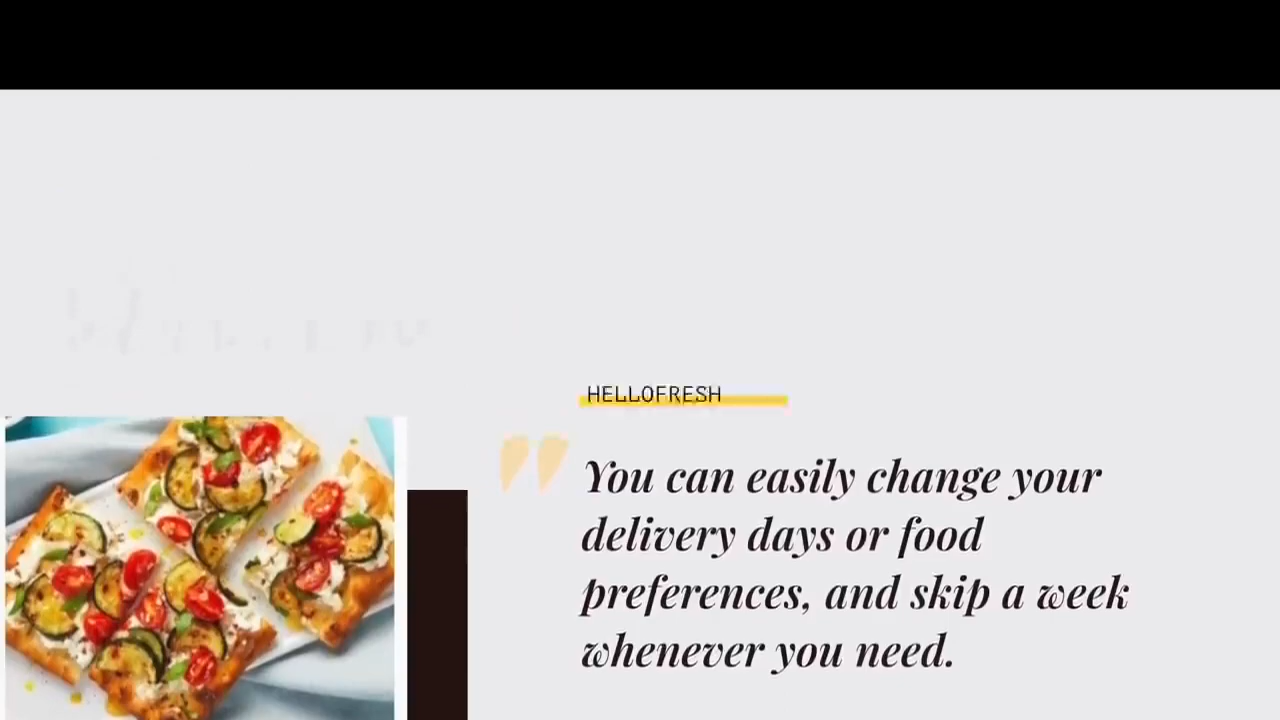 HELLOFRESH
" You can easily change your
delivery days or food
preferences, and skip a week
whenever you need.